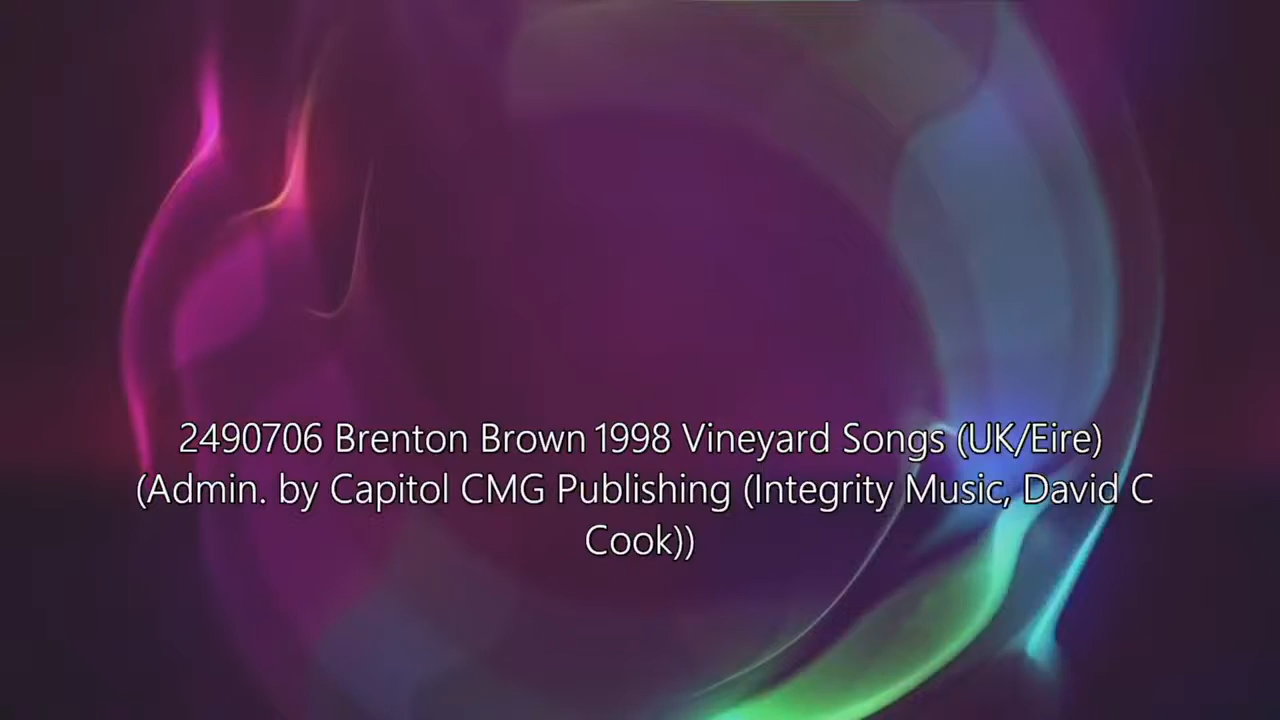 2490706 Brenton Brown 1998 Vineyard Songs (UK/Eire)
(Admin. by Capitol CMG Publishing (Integrity Music, David C
Cook))